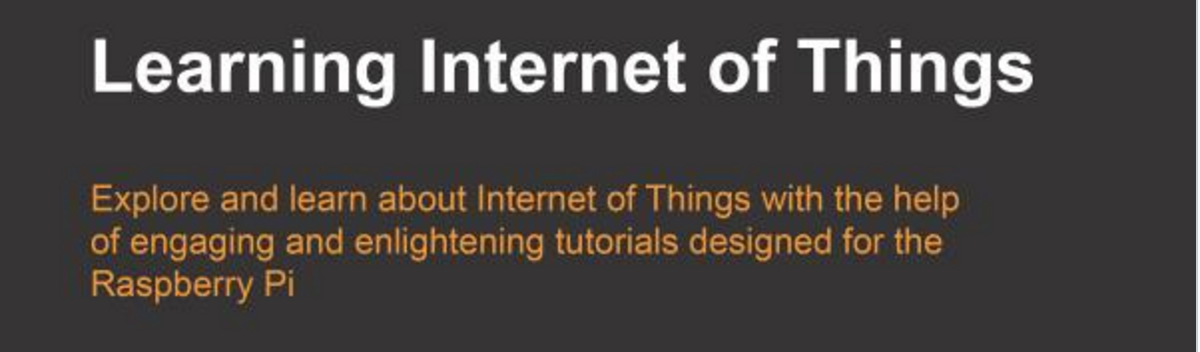 Learning Internet of Things
Explore and learn about Internet of Things with the help
of engaging and enlightening tutorials designed for the
Raspberry Pi